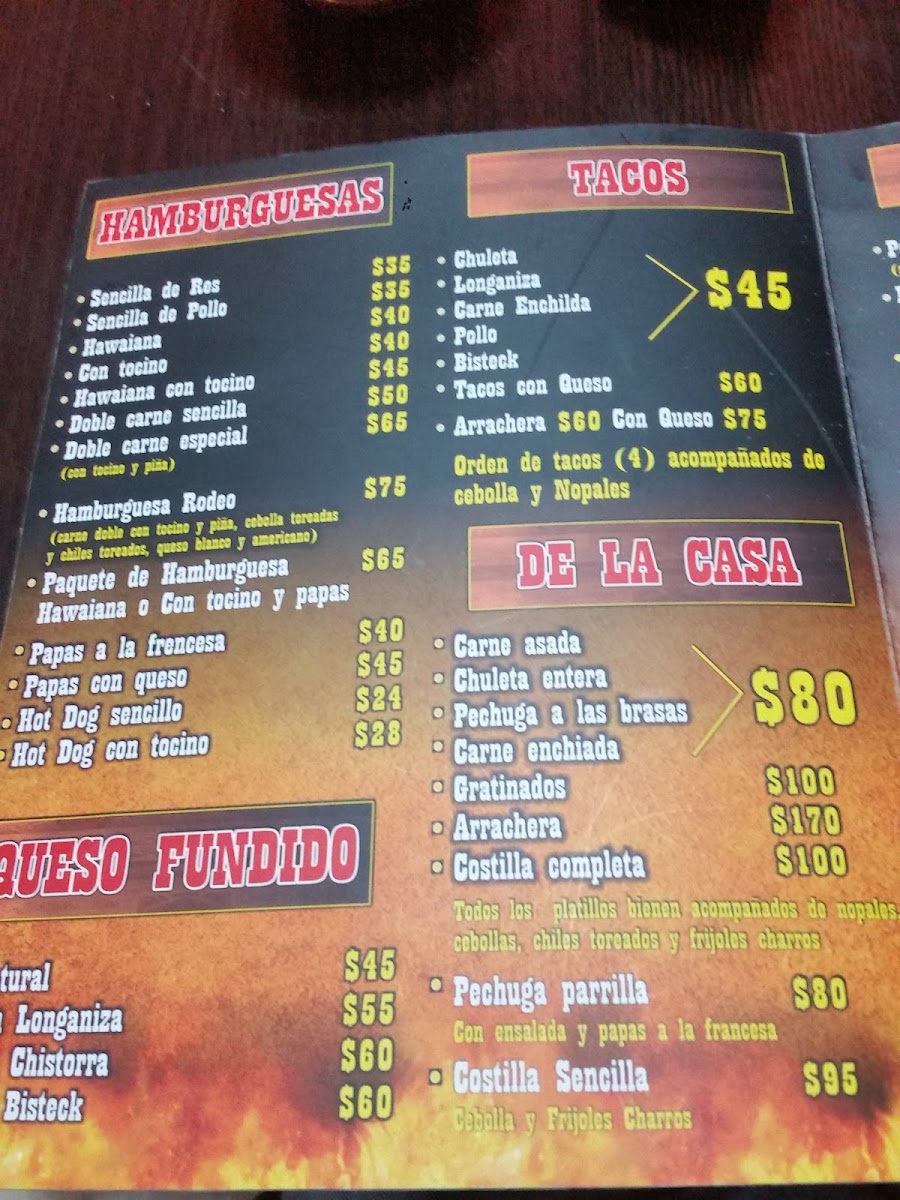 HAMBURGUESAS
• Sencilla de Res $35
• Sencilla de Pollo $35
• Hawaiana $40
• Con tocino $40
• Hawaiana con tocino $45
• Doble carne sencilla $50
• Doble carne especial $65
(con tocino y piña)
• Hamburguesa Rodeo $75
(carne doble con tocino y piña, cebolla toreadas
y chiles toreados, queso blanco y americano)
• Paquete de Hamburguesa $65
Hawaiana o Con tocino y papas
• Papas a la frencesa $40
• Papas con queso $45
• Hot Dog sencillo $24
• Hot Dog con tocino $28
QUESO FUNDIDO
tural $45
Longaniza $55
Chistorra $60
Bisteck $60
TACOS
• Chuleta
• Longaniza
• Carne Enchilda
• Pollo
• Bisteck
$45
• Tacos con Queso $60
• Arrachera $60 Con Queso $75
Orden de tacos (4) acompañados de
cebolla y Nopales
DE LA CASA
• Carne asada
• Chuleta entera
• Pechuga a las brasas
• Carne enchiada
$80
• Gratinados $100
• Arrachera $170
• Costilla completa $100
Todos los platillos bienen acompañados de nopales,
cebollas, chiles toreados y frijoles charros
• Pechuga parrilla $80
Con ensalada y papas a la francesa
• Costilla Sencilla $95
Cebolla y Frijoles Charros